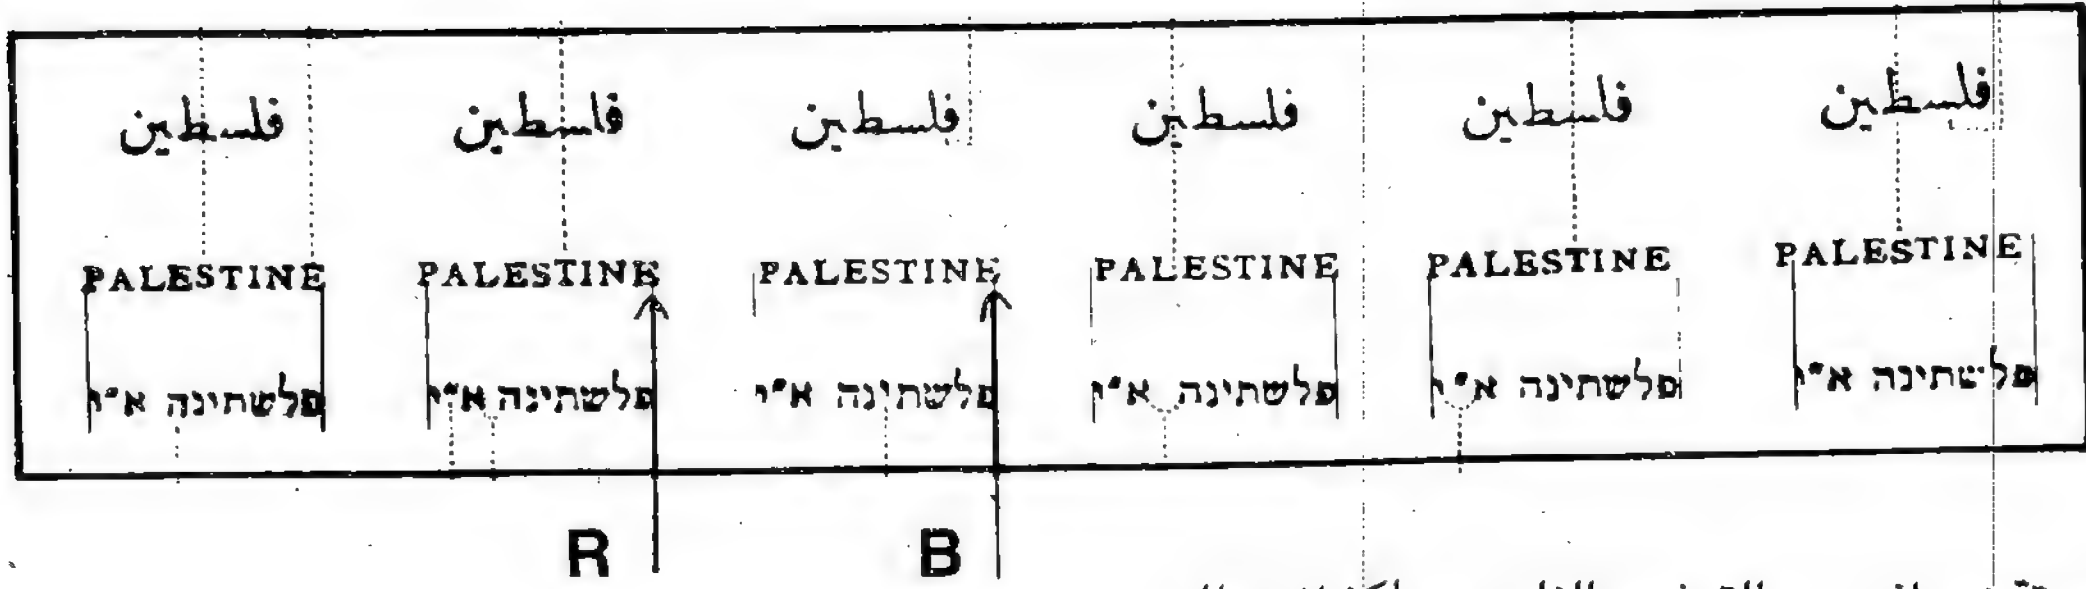 فلسطين فلسطين فلسطين فلسطين فلسطين فلسطين
PALESTINE PALESTINE PALESTINE PALESTINE PALESTINE PALESTINE
פלשתינה א״י פלשתינה א״י פלשתינה א״י פלשתינה א״י פלשתינה א״י פלשתינה א״י
R B